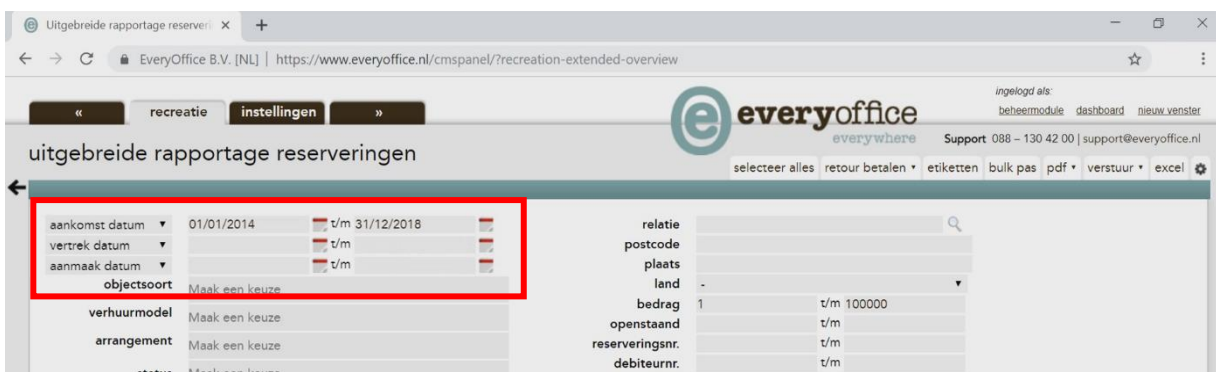 Uitgebreide rapportage reserveri
EveryOffice B.V. [NL] | https://www.everyoffice.nl/cmspanel/?recreation-extended-overview
« recreatie instellingen »
everyoffice
everywhere
ingelogd als:
beheermodule dashboard nieuw venster
Support 088 – 130 42 00 | support@everyoffice.nl
uitgebreide rapportage reserveringen
selecteer alles retour betalen etiketten bulk pas pdf verstuur excel
aankomst datum 01/01/2014 t/m 31/12/2018
vertrek datum t/m
aanmaak datum t/m
objectsoort Maak een keuze
verhuurmodel Maak een keuze
arrangement Maak een keuze
relatie
postcode
plaats
land -
bedrag 1 t/m 100000
openstaand t/m
reserveringsnr. t/m
debiteurnr. t/m